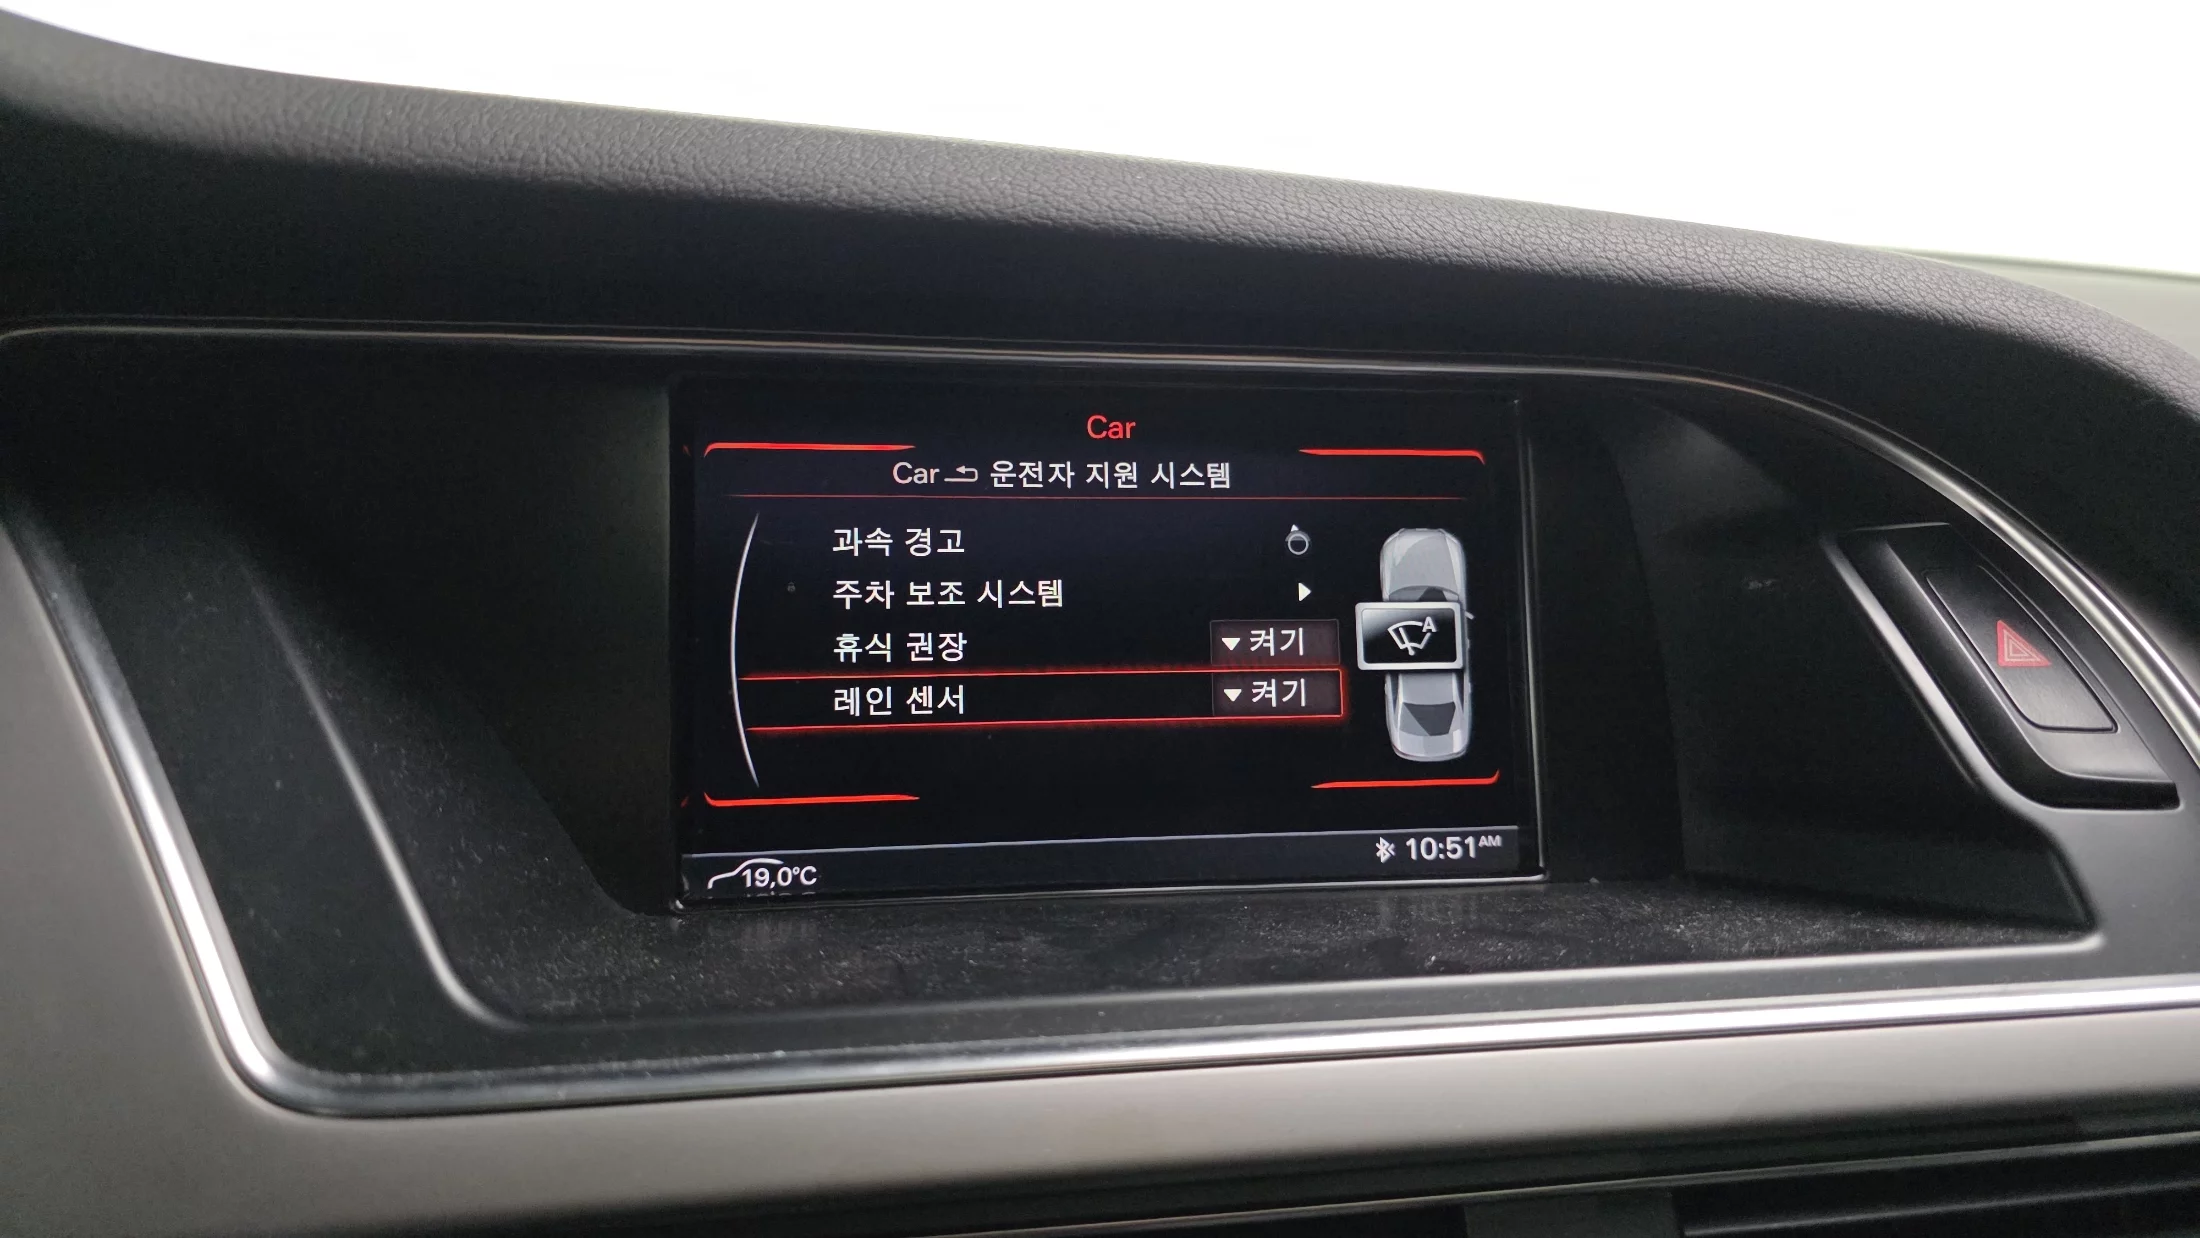 Car
Car 운전자 지원 시스템
과속 경고
주차 보조 시스템
휴식 권장 켜기
레인 센서 켜기
A
19,0°C
10:51AM